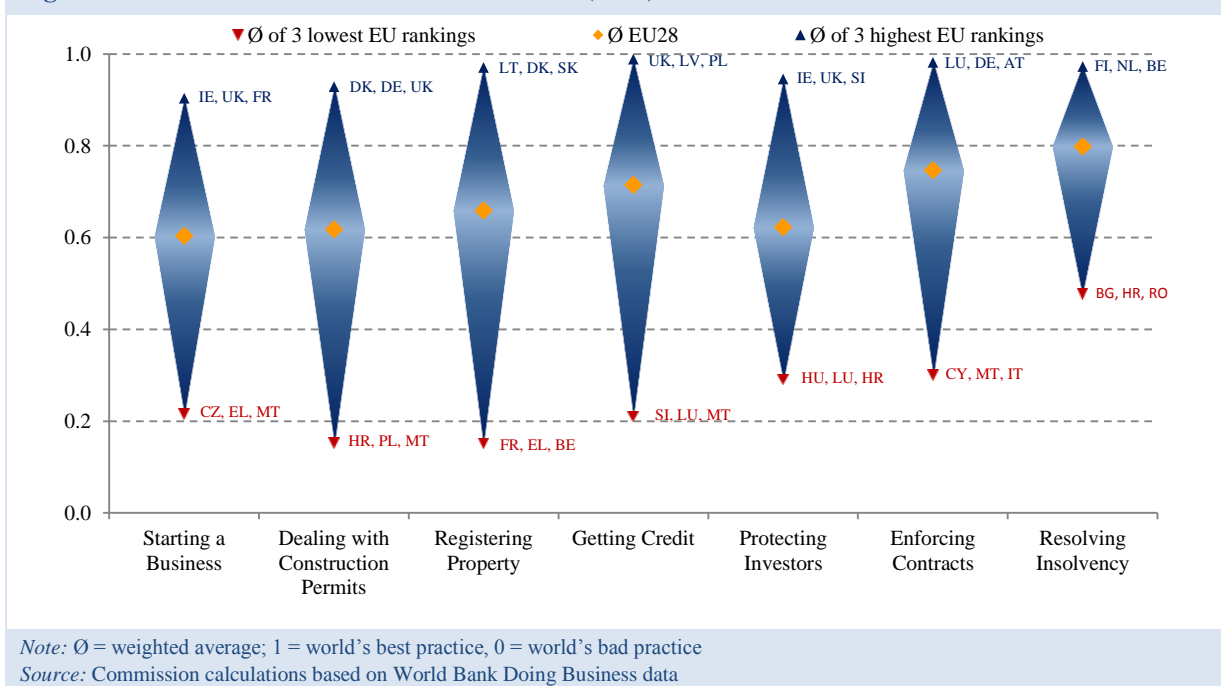 Ø of 3 lowest EU rankings
Ø EU28
Ø of 3 highest EU rankings
1.0
0.8
0.6
0.4
0.2
0.0
IE, UK, FR
DK, DE, UK
LT, DK, SK
UK, LV, PL
IE, UK, SI
LU, DE, AT
FI, NL, BE
CZ, EL, MT
HR, PL, MT
FR, EL, BE
SI, LU, MT
HU, LU, HR
CY, MT, IT
BG, HR, RO
Starting a
Business
Dealing with
Construction
Permits
Registering
Property
Getting Credit
Protecting
Investors
Enforcing
Contracts
Resolving
Insolvency
Note: Ø = weighted average; 1 = world’s best practice, 0 = world’s bad practice
Source: Commission calculations based on World Bank Doing Business data